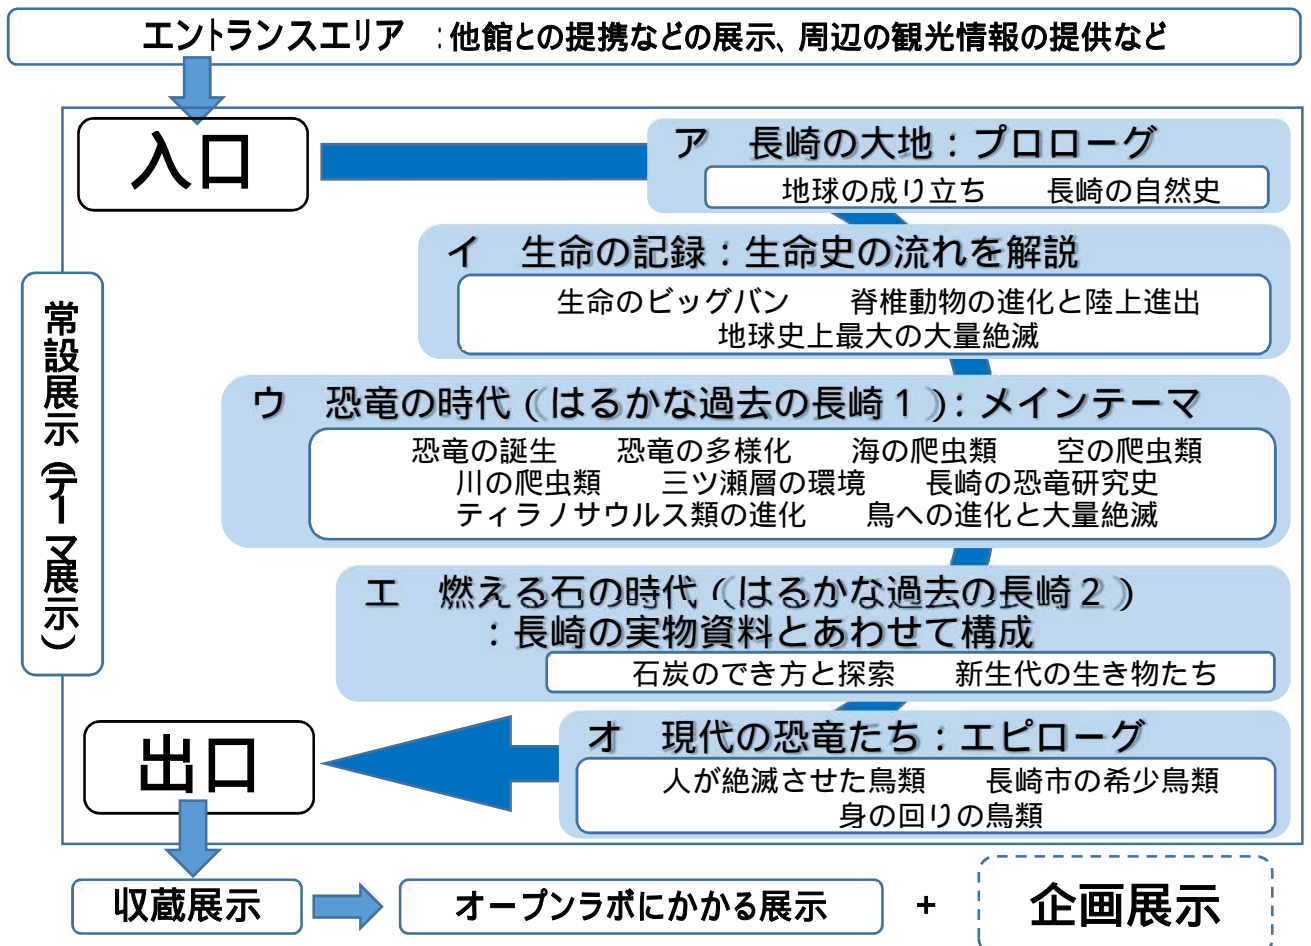 エントランスエリア ：他館との提携などの展示、周辺の観光情報の提供など
入口
ア 長崎の大地：プロローグ
地球の成り立ち 長崎の自然史
イ 生命の記録：生命史の流れを解説
生命のビッグバン 脊椎動物の進化と陸上進出
地球史上最大の大量絶滅
常設展示（テーマ展示）
ウ 恐竜の時代（はるかな過去の長崎１）：メインテーマ
恐竜の誕生 恐竜の多様化 海の爬虫類 空の爬虫類
川の爬虫類 三ツ瀬層の環境 長崎の恐竜研究史
ティラノサウルス類の進化 鳥への進化と大量絶滅
エ 燃える石の時代（はるかな過去の長崎２）
：長崎の実物資料とあわせて構成
石炭のでき方と探索 新生代の生き物たち
オ 現代の恐竜たち：エピローグ
人が絶滅させた鳥類 長崎市の希少鳥類
身の回りの鳥類
出口
収蔵展示 オープンラボにかかる展示 + 企画展示